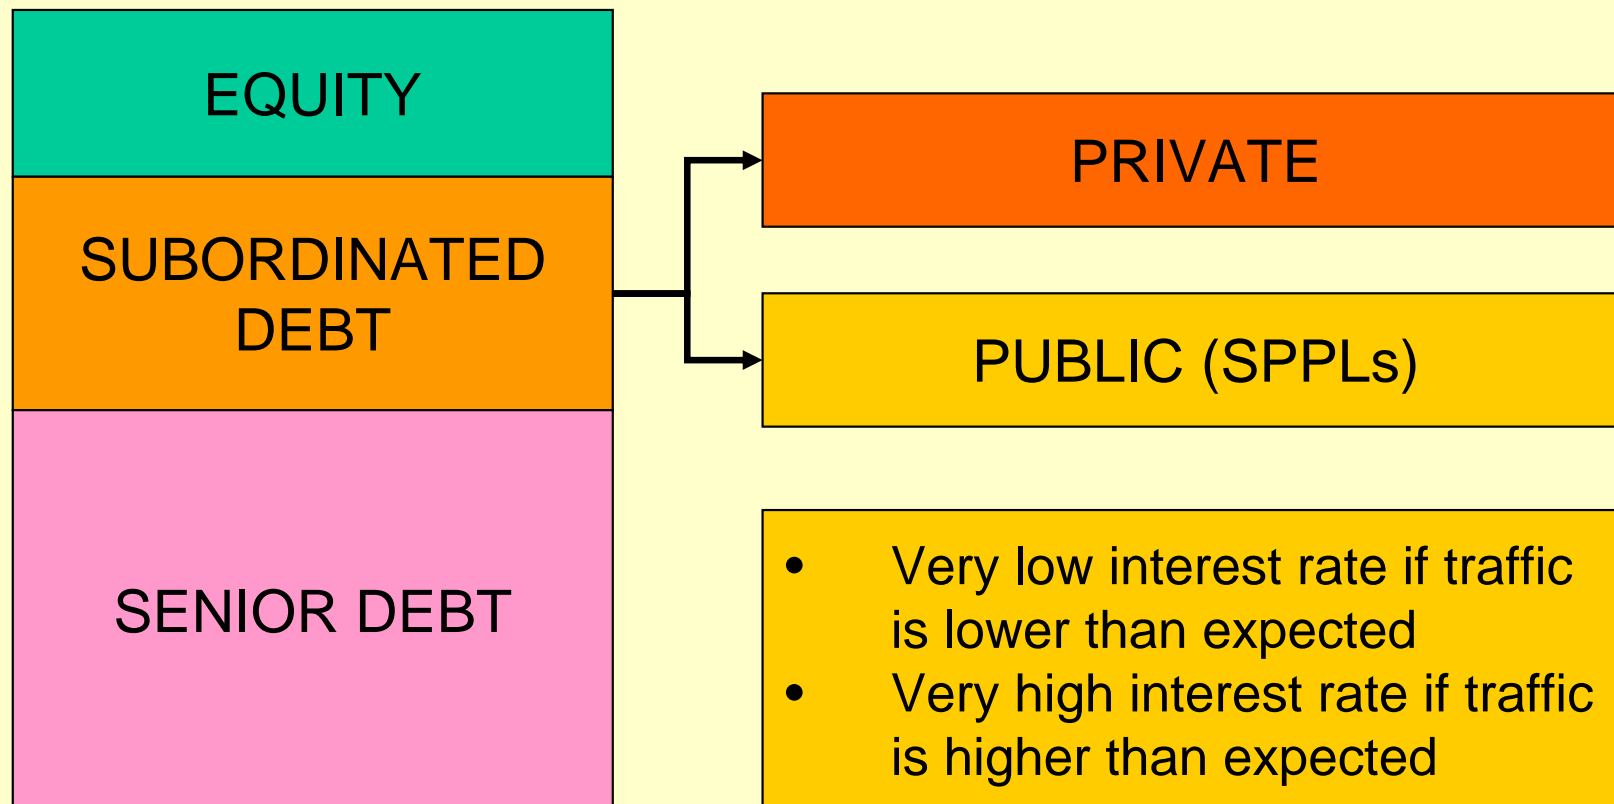 EQUITY
SUBORDINATED
DEBT
SENIOR DEBT
PRIVATE
PUBLIC (SPPLs)
• Very low interest rate if traffic
is lower than expected
• Very high interest rate if traffic
is higher than expected